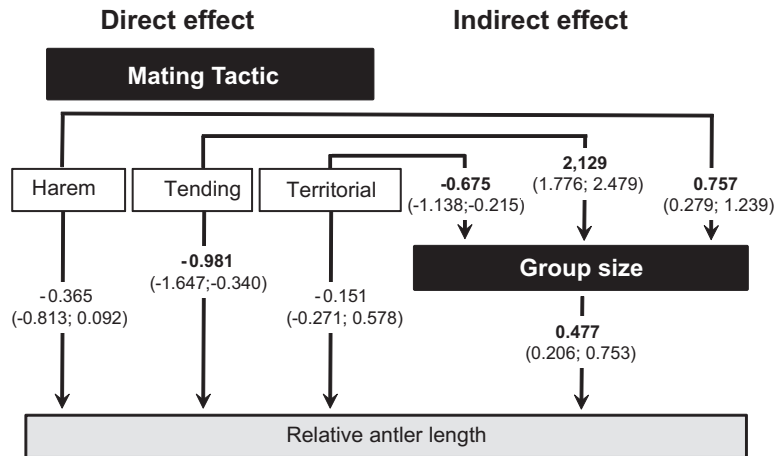 Direct effect
Indirect effect
Mating Tactic
Harem
Tending
Territorial
-0.675
(-1.138;-0.215)
2,129
(1.776; 2.479)
0.757
(0.279; 1.239)
-0.981
(-1.647;-0.340)
-0.365
(-0.813; 0.092)
-0.151
(-0.271; 0.578)
Group size
0.477
(0.206; 0.753)
Relative antler length